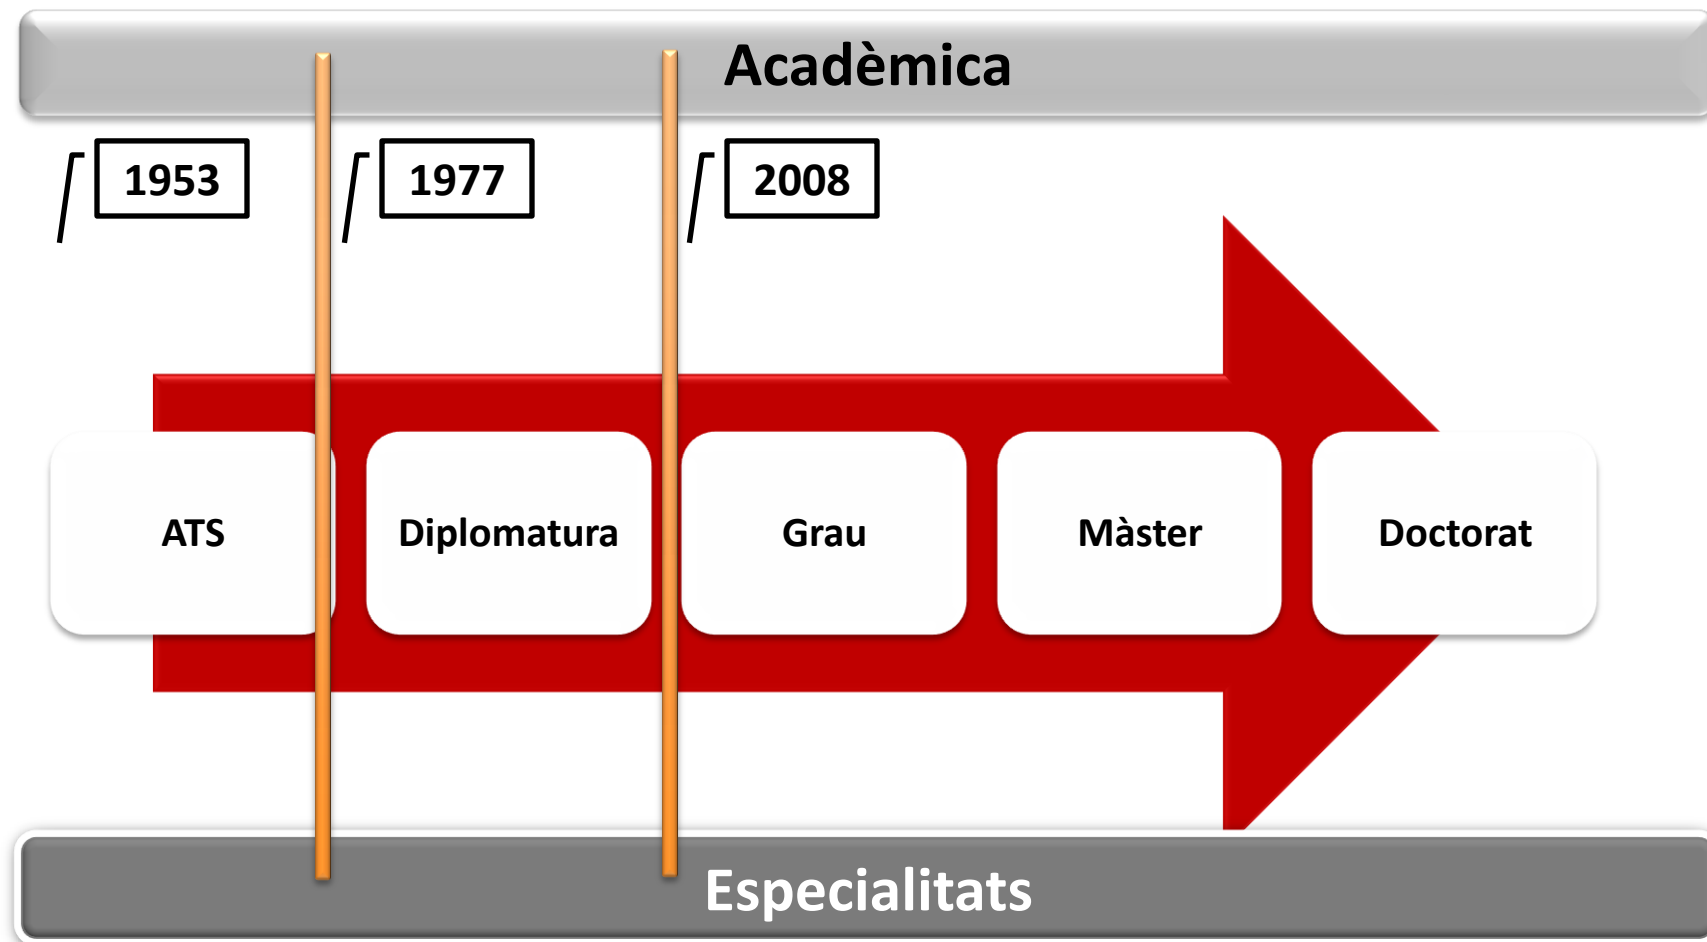 Acadèmica
1953
1977
2008
ATS
Diplomatura
Grau
Màster
Doctorat
Especialitats